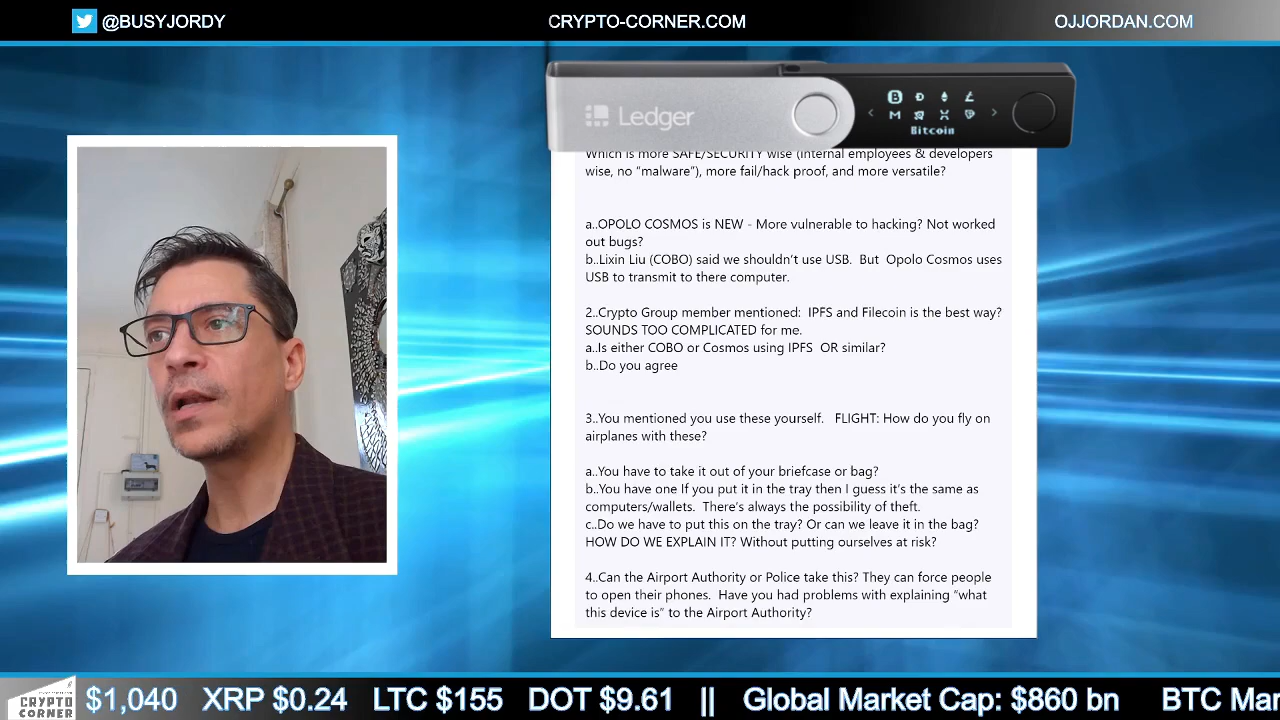 @BUSYJORDY
CRYPTO-CORNER.COM
OJJORDAN.COM
Ledger
Bitcoin
Which is more SAFE/SECURITY wise (internal employees & developers
wise, no "malware"), more fail/hack proof, and more versatile?
a..OPOLO COSMOS is NEW - More vulnerable to hacking? Not worked
out bugs?
b..Lixin Liu (COBO) said we shouldn't use USB.  But  Opolo Cosmos uses
USB to transmit to there computer.
2..Crypto Group member mentioned:  IPFS and Filecoin is the best way?
SOUNDS TOO COMPLICATED for me.
a..Is either COBO or Cosmos using IPFS  OR similar?
b..Do you agree
3..You mentioned you use these yourself.   FLIGHT: How do you fly on
airplanes with these?
a..You have to take it out of your briefcase or bag?
b..You have one If you put it in the tray then I guess it's the same as
computers/wallets.  There's always the possibility of theft.
c..Do we have to put this on the tray? Or can we leave it in the bag?
HOW DO WE EXPLAIN IT? Without putting ourselves at risk?
4..Can the Airport Authority or Police take this? They can force people
to open their phones.  Have you had problems with explaining "what
this device is" to the Airport Authority?
CRYPTO
CORNER
$1,040 XRP $0.24 LTC $155 DOT $9.61 || Global Market Cap: $860 bn BTC Mar